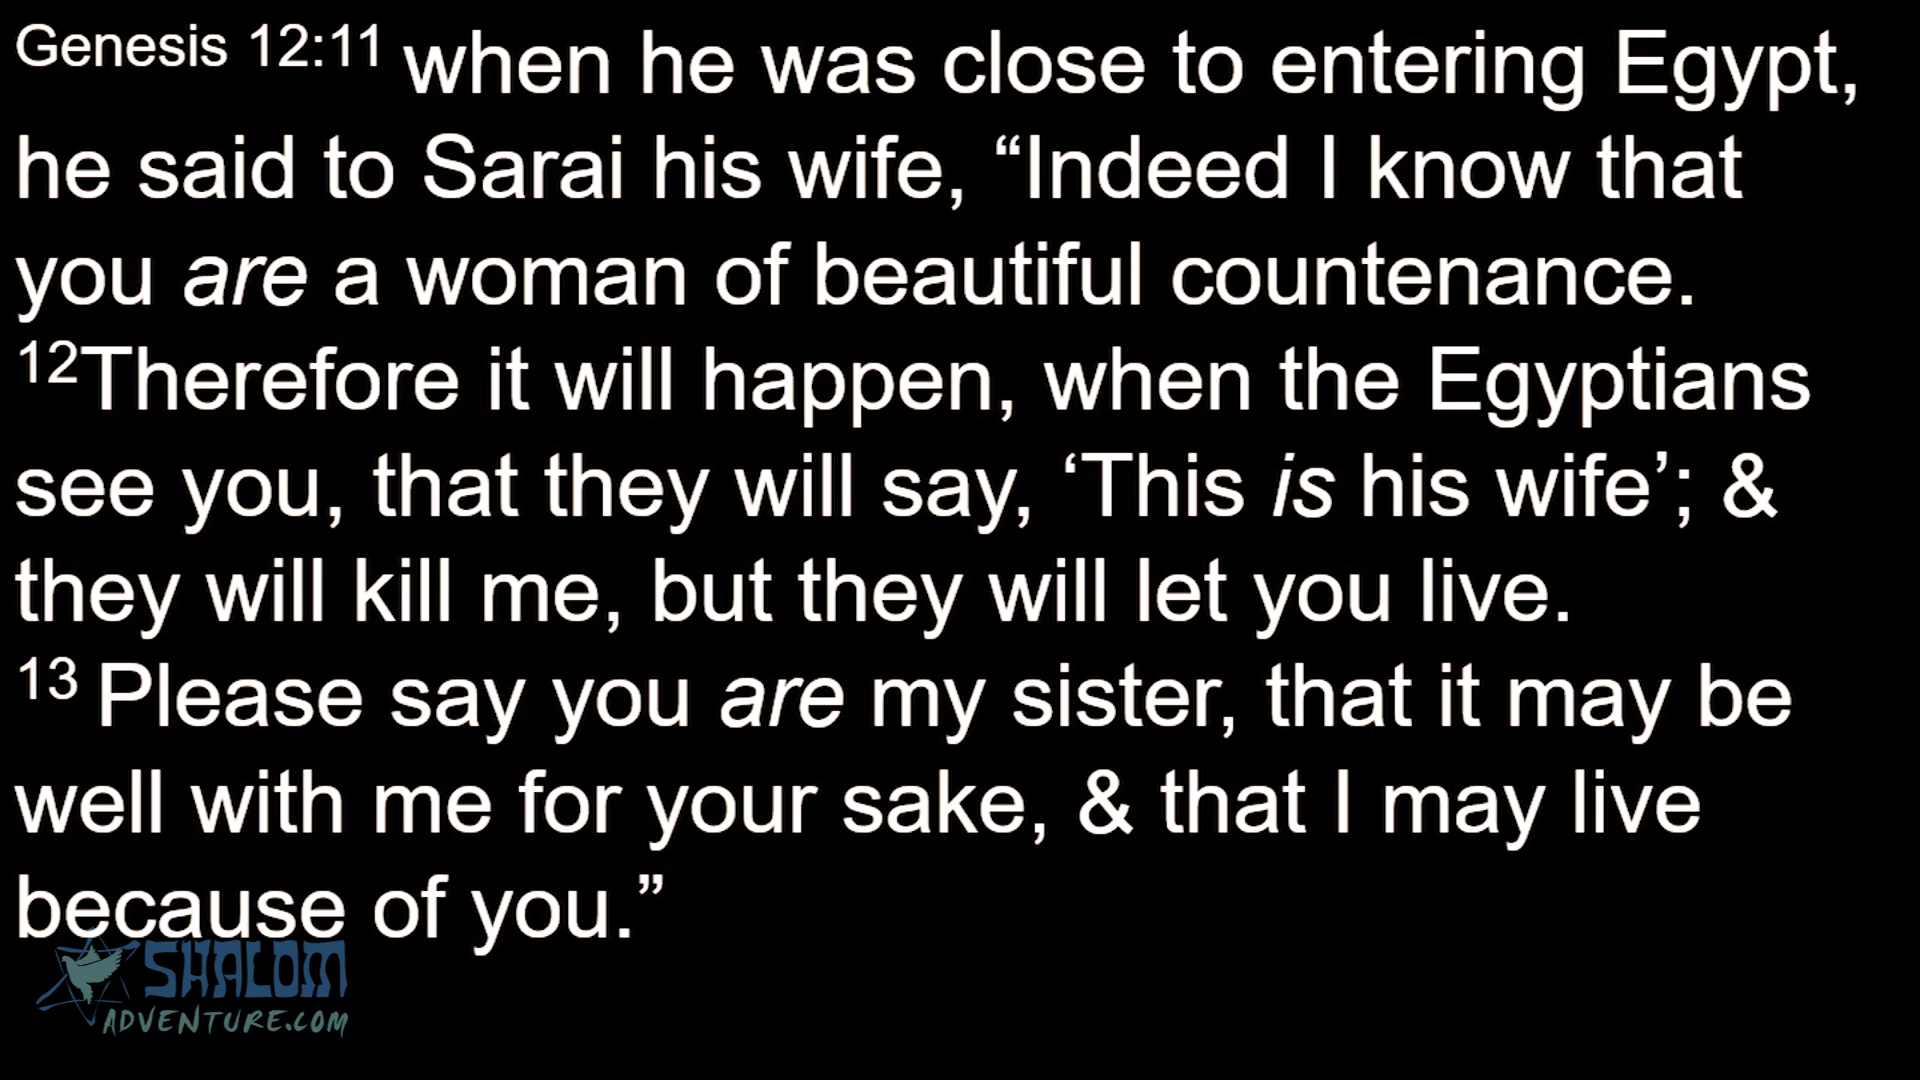 Genesis 12:11 when he was close to entering Egypt,
he said to Sarai his wife, “Indeed I know that
you are a woman of beautiful countenance.
12Therefore it will happen, when the Egyptians
see you, that they will say, ‘This is his wife’; &
they will kill me, but they will let you live.
13 Please say you are my sister, that it may be
well with me for your sake, & that I may live
because of you.”
SHALOM
ADVENTURE.COM